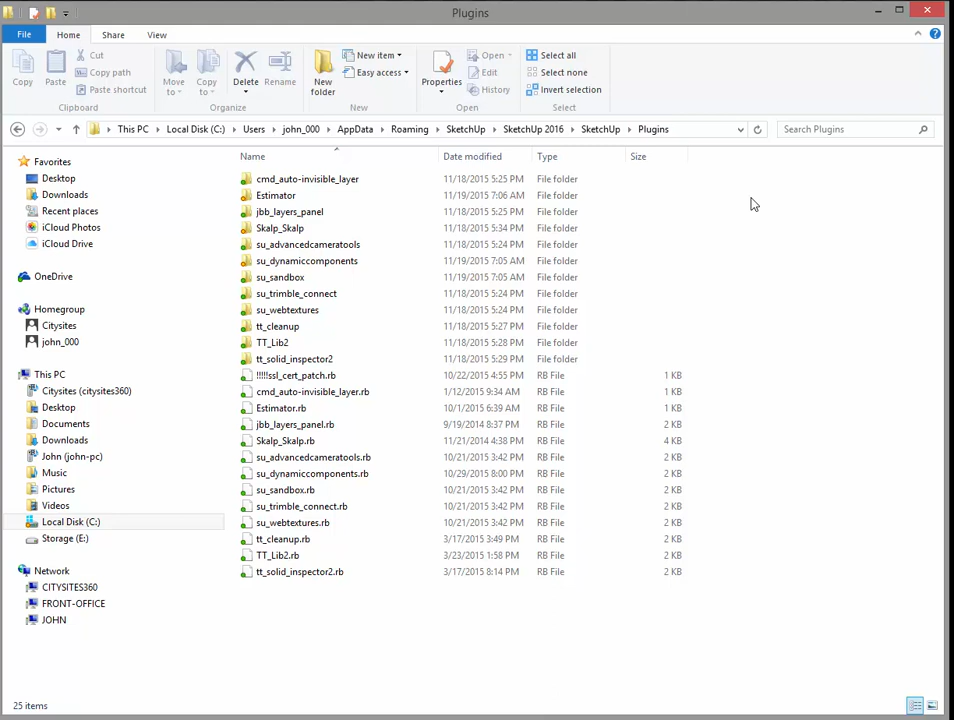 Plugins
File Home Share View
Copy Paste Cut Copy path Paste shortcut Move to Copy to Delete Rename New folder New item Easy access Properties Open Edit History Select all Select none Invert selection
Clipboard Organize New Open Select
This PC Local Disk (C:) Users john_000 AppData Roaming SketchUp SketchUp 2016 SketchUp Plugins Search Plugins
Favorites
Desktop
Downloads
Recent places
iCloud Photos
iCloud Drive
OneDrive
Homegroup
Citysites
john_000
This PC
Citysites (citysites360)
Desktop
Documents
Downloads
John (john-pc)
Music
Pictures
Videos
Local Disk (C:)
Storage (E:)
Network
CITYSITES360
FRONT-OFFICE
JOHN
Name Date modified Type Size
cmd_auto-invisible_layer 11/18/2015 5:25 PM File folder
Estimator 11/19/2015 7:06 AM File folder
jbb_layers_panel 11/18/2015 5:25 PM File folder
Skalp_Skalp 11/18/2015 5:34 PM File folder
su_advancedcameratools 11/18/2015 5:24 PM File folder
su_dynamiccomponents 11/19/2015 7:05 AM File folder
su_sandbox 11/19/2015 7:05 AM File folder
su_trimble_connect 11/18/2015 5:24 PM File folder
su_webtextures 11/18/2015 5:24 PM File folder
tt_cleanup 11/18/2015 5:27 PM File folder
TT_Lib2 11/18/2015 5:28 PM File folder
tt_solid_inspector2 11/18/2015 5:29 PM File folder
!!!!!ssl_cert_patch.rb 10/22/2015 4:55 PM RB File 1 KB
cmd_auto-invisible_layer.rb 1/12/2015 9:34 AM RB File 1 KB
Estimator.rb 10/1/2015 6:39 AM RB File 1 KB
jbb_layers_panel.rb 9/19/2014 8:37 PM RB File 2 KB
Skalp_Skalp.rb 11/21/2014 4:38 PM RB File 4 KB
su_advancedcameratools.rb 10/21/2015 3:42 PM RB File 2 KB
su_dynamiccomponents.rb 10/29/2015 8:00 PM RB File 2 KB
su_sandbox.rb 10/21/2015 3:42 PM RB File 2 KB
su_trimble_connect.rb 10/21/2015 3:42 PM RB File 2 KB
su_webtextures.rb 10/21/2015 3:42 PM RB File 2 KB
tt_cleanup.rb 3/17/2015 3:49 PM RB File 2 KB
TT_Lib2.rb 3/23/2015 1:58 PM RB File 2 KB
tt_solid_inspector2.rb 3/17/2015 8:14 PM RB File 2 KB
25 items